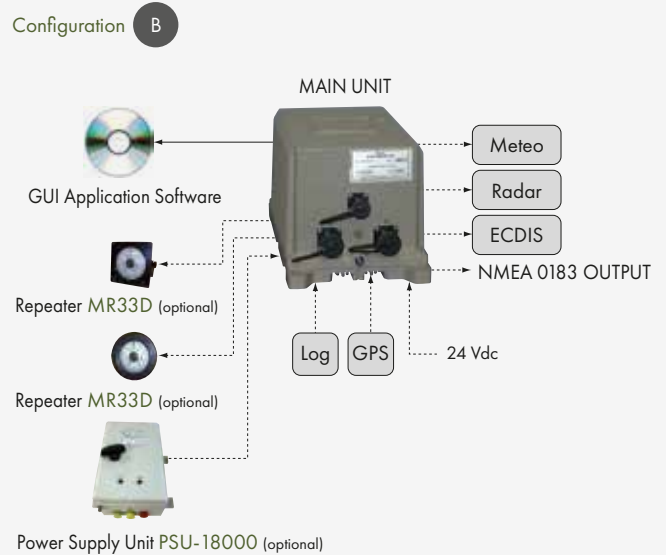 Configuration B
MAIN UNIT
GUI Application Software
Meteo
Radar
ECDIS
NMEA 0183 OUTPUT
Repeater MR33D (optional)
Log
GPS
24 Vdc
Repeater MR33D (optional)
Power Supply Unit PSU-18000 (optional)